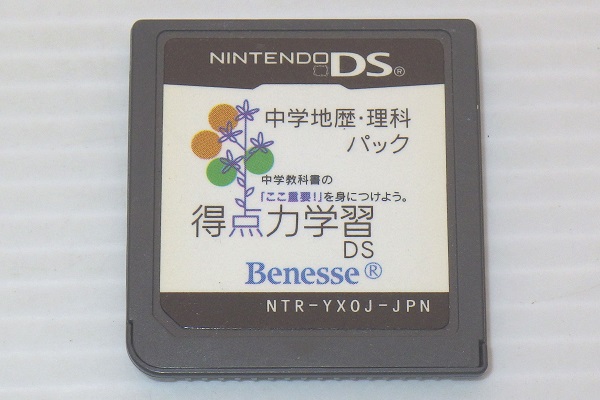 NINTENDO DS®
中学地歴・理科
パック
中学教科書の
「ここ重要!」を身につけよう。
得点力学習
DS
Benesse®
NTR-YXOJ-JPN